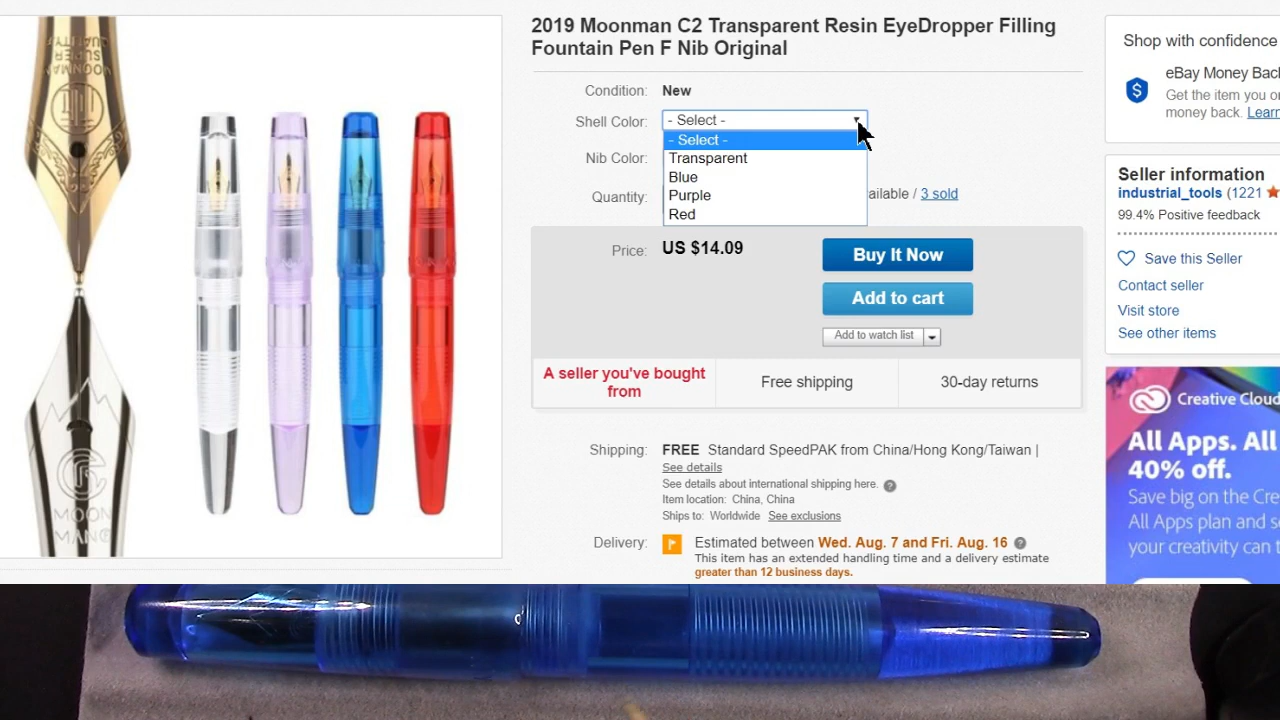 2019 Moonman C2 Transparent Resin EyeDropper Filling
Fountain Pen F Nib Original
Condition: New
Shell Color: - Select -
- Select -
Transparent
Blue
Purple
Red
Nib Color:
Quantity: ailable / 3 sold
Price: US $14.09
Buy It Now
Add to cart
Add to watch list
A seller you've bought
from
Free shipping
30-day returns
Shipping: FREE Standard SpeedPAK from China/Hong Kong/Taiwan |
See details
See details about international shipping here.
Item location: China, China
Ships to: Worldwide See exclusions
Delivery: Estimated between Wed. Aug. 7 and Fri. Aug. 16
This item has an extended handling time and a delivery estimate
greater than 12 business days.
Shop with confidence
eBay Money Bac
Get the item you o
money back. Learn
Seller information
industrial_tools (1221
99.4% Positive feedback
Save this Seller
Contact seller
Visit store
See other items
Creative Cloud
All Apps. All
40% off.
Save big on the Cre
All Apps plan and s
your creativity can t
MOONMAN
SUPER
QUALITY
MOON
MAN